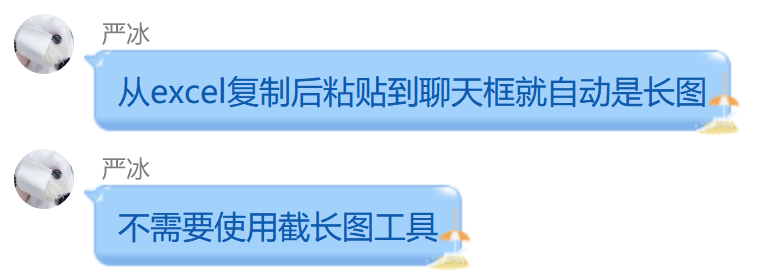 严冰
从excel复制后粘贴到聊天框就自动是长图
严冰
不需要使用截长图工具